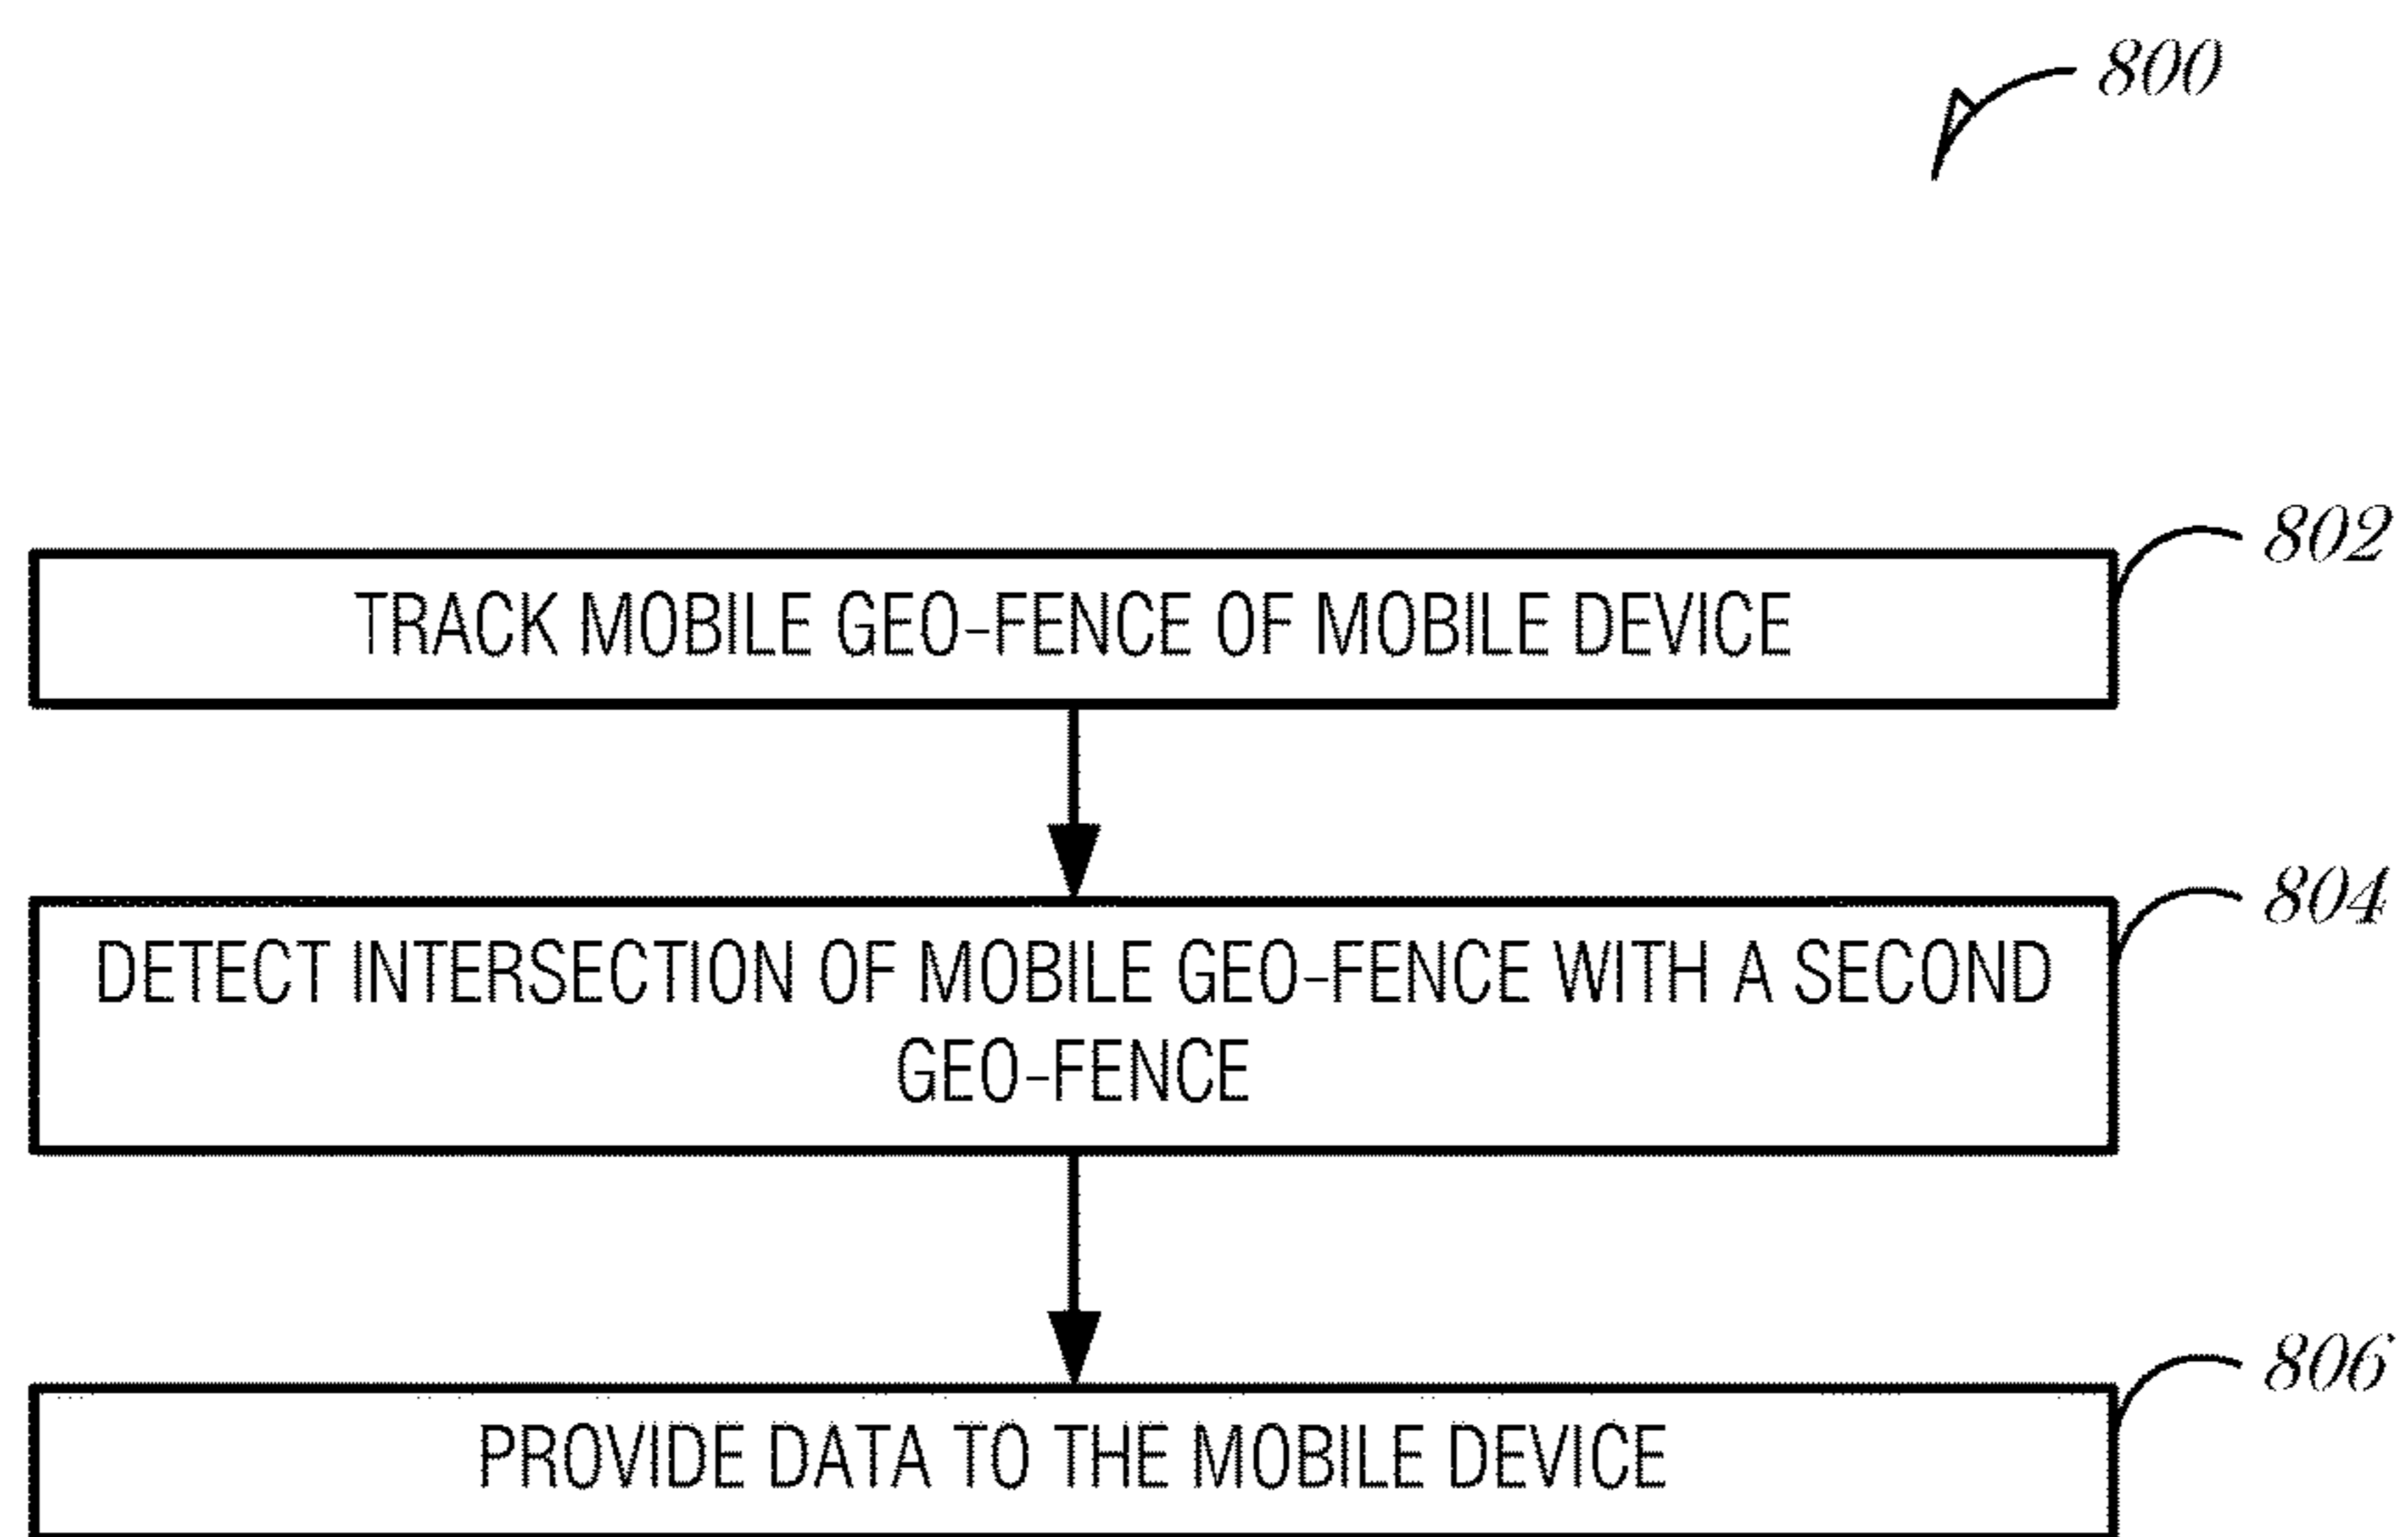 800
802
TRACK MOBILE GEO-FENCE OF MOBILE DEVICE
804
DETECT INTERSECTION OF MOBILE GEO-FENCE WITH A SECOND
GEO-FENCE
806
PROVIDE DATA TO THE MOBILE DEVICE